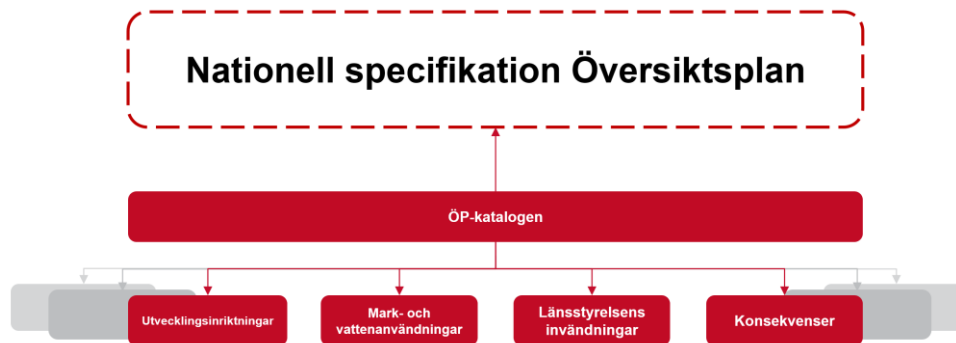 Nationell specifikation Översiktsplan
ÖP-katalogen
Utvecklingsinriktningar
Mark- och
vattenanvändningar
Länsstyrelsens
invändningar
Konsekvenser